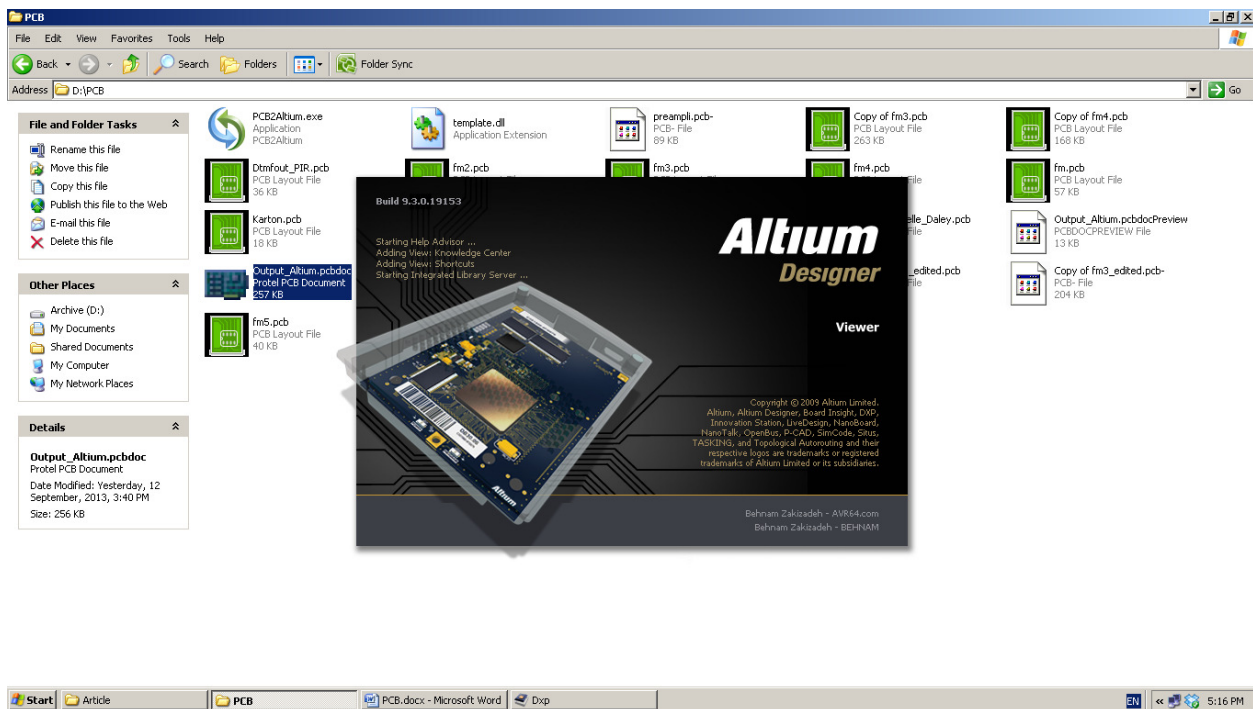 PCB
File Edit View Favorites Tools Help
Back Search Folders Folder Sync
Address D:\PCB Go
File and Folder Tasks
Rename this file
Move this file
Copy this file
Publish this file to the Web
E-mail this file
Delete this file
Other Places
Archive (D:)
My Documents
Shared Documents
My Computer
My Network Places
Details
Output_Altium.pcbdoc
Protel PCB Document
Date Modified: Yesterday, 12
September, 2013, 3:40 PM
Size: 256 KB
PCB2Altium.exe
Application
PCB2Altium
template.dll
Application Extension
preampli.pcb-
PCB- File
89 KB
Copy of fm3.pcb
PCB Layout File
263 KB
Copy of fm4.pcb
PCB Layout File
168 KB
Dtmfout_PIR.pcb
PCB Layout File
36 KB
fm2.pcb
fm3.pcb
fm4.pcb
File
fm.pcb
PCB Layout File
57 KB
Karton.pcb
PCB Layout File
18 KB
elle_Daley.pcb
File
Output_Altium.pcbdocPreview
PCBDOCPREVIEW File
13 KB
Output_Altium.pcbdoc
Protel PCB Document
257 KB
_edited.pcb
File
Copy of fm3_edited.pcb-
PCB- File
204 KB
fm5.pcb
PCB Layout File
40 KB
Build 9.3.0.19153
Starting Help Advisor ...
Adding View: Knowledge Center
Adding View: Shortcuts
Starting Integrated Library Server ...
Altium
Designer
Viewer
Copyright © 2009 Altium Limited.
Altium, Altium Designer, Board Insight, DXP,
Innovation Station, LiveDesign, NanoBoard,
NanoTalk, OpenBus, P-CAD, SimCode, Situs,
TASKING, and Topological Autorouting and their
respective logos are trademarks or registered
trademarks of Altium Limited or its subsidiaries.
Altium
Behnam Zakizadeh - AVR64.com
Behnam Zakizadeh - BEHNAM
Start Article PCB PCB.docx - Microsoft Word Dxp EN « 5:16 PM